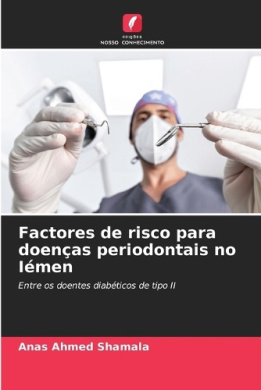 edições
NOSSO CONHECIMENTO
Factores de risco para
doenças periodontais no
Iémen
Entre os doentes diabéticos de tipo II
Anas Ahmed Shamala